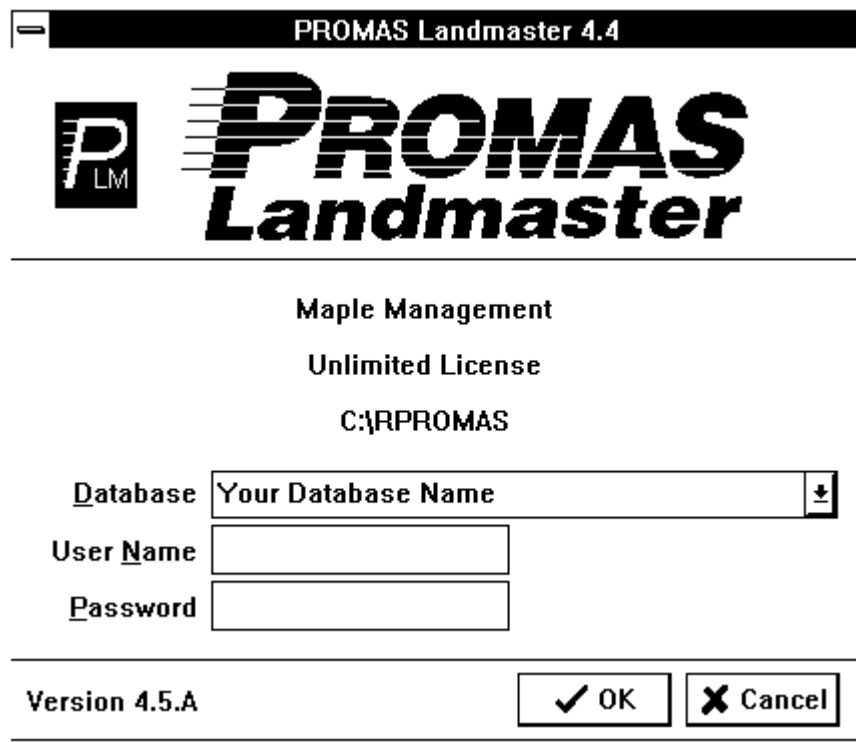 PROMAS Landmaster 4.4
PLM
PROMAS
Landmaster
Maple Management
Unlimited License
C:\RPROMAS
Database Your Database Name
User Name
Password
Version 4.5.A OK Cancel